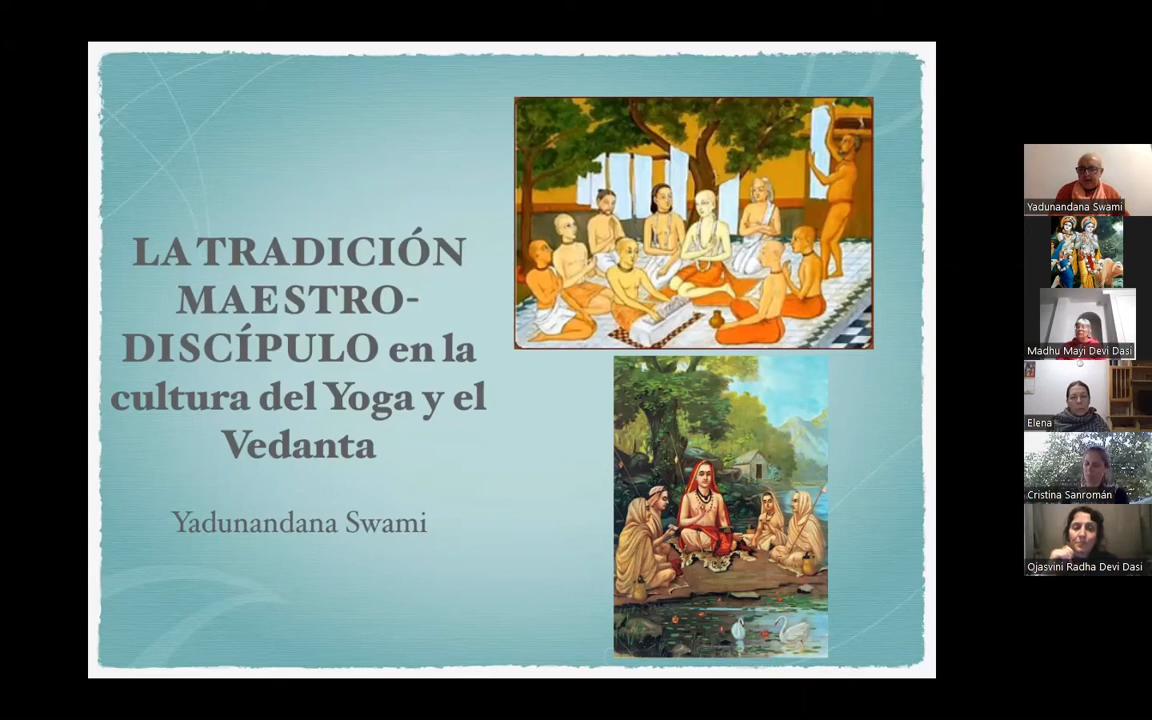 LA TRADICIÓN
MAESTRO-
DISCÍPULO en la
cultura del Yoga y el
Vedanta
Yadunandana Swami
Yadunandana Swami
Madhu Mayi Devi Dasi
Elena
Cristina Sanromán
Ojasvini Radha Devi Dasi